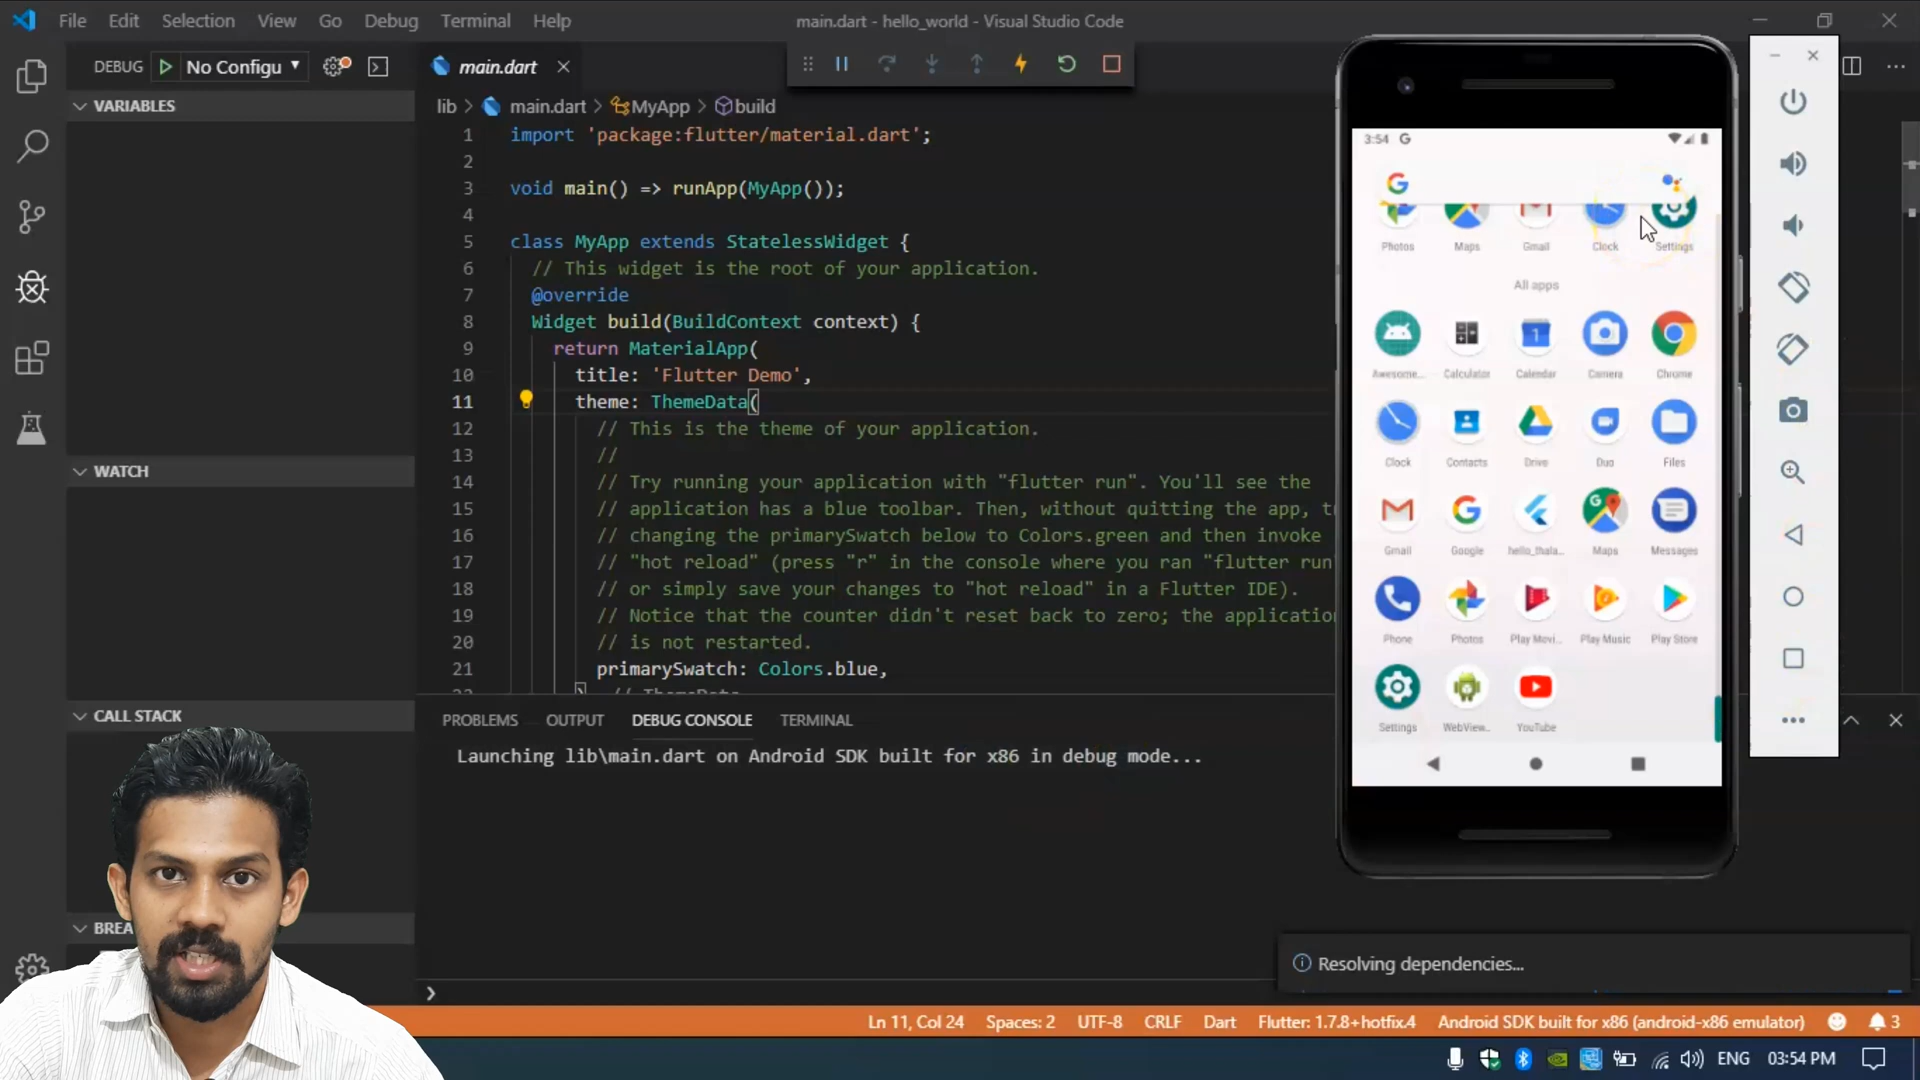 File Edit Selection View Go Debug Terminal Help
main.dart - hello_world - Visual Studio Code
DEBUG No Configu
main.dart
VARIABLES
lib > main.dart > MyApp > build
1 import 'package:flutter/material.dart';
2
3 void main() => runApp(MyApp());
4
5 class MyApp extends StatelessWidget {
6 // This widget is the root of your application.
7 @override
8 Widget build(BuildContext context) {
9 return MaterialApp(
10 title: 'Flutter Demo',
11 theme: ThemeData(
12 // This is the theme of your application.
13 //
14 // Try running your application with "flutter run". You'll see the
15 // application has a blue toolbar. Then, without quitting the app,
16 // changing the primarySwatch below to Colors.green and then invoke
17 // "hot reload" (press "r" in the console where you ran "flutter run"
18 // or simply save your changes to "hot reload" in a Flutter IDE).
19 // Notice that the counter didn't reset back to zero; the application
20 // is not restarted.
21 primarySwatch: Colors.blue,
WATCH
CALL STACK
BREA
PROBLEMS OUTPUT DEBUG CONSOLE TERMINAL
Launching lib\main.dart on Android SDK built for x86 in debug mode...
3:54 G
G
Photos Maps Gmail Clock Settings
All apps
Awesome... Calculator Calendar Camera Chrome
Clock Contacts Drive Duo Files
Gmail Google hello_thala... Maps Messages
Phone Photos Play Movi... Play Music Play Store
Settings WebView... YouTube
Resolving dependencies...
Ln 11, Col 24 Spaces: 2 UTF-8 CRLF Dart Flutter: 1.7.8+hotfix.4 Android SDK built for x86 (android-x86 emulator) 3
ENG 03:54 PM